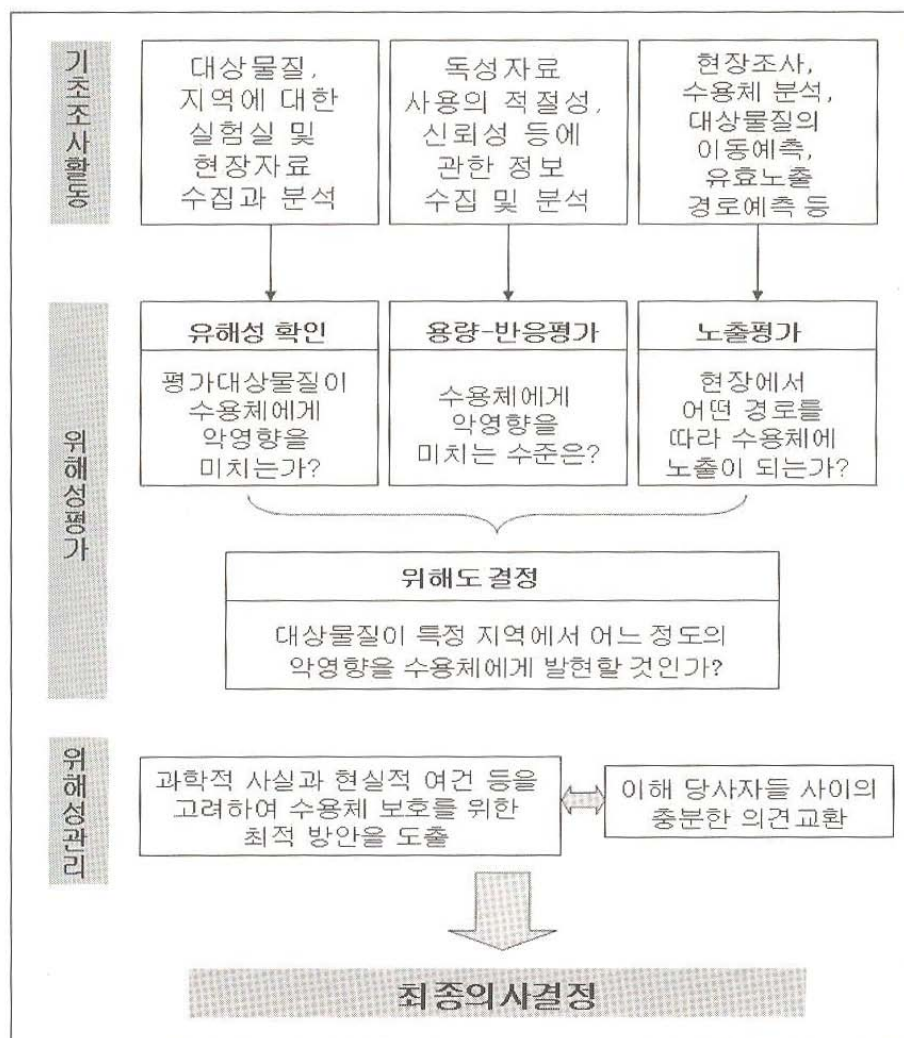 기초조사활동
대상물질,
지역에 대한
실험실 및
현장자료
수집과 분석
독성자료
사용의 적절성,
신뢰성 등에
관한 정보
수집 및 분석
현장조사,
수용체 분석,
대상물질의
이동예측,
유효노출
경로예측 등
위해성평가
유해성 확인
평가대상물질이
수용체에게
악영향을
미치는가?
용량-반응평가
수용체에게
악영향을
미치는 수준은?
노출평가
현장에서
어떤 경로를
따라 수용체에
노출이 되는가?
위해도 결정
대상물질이 특정 지역에서 어느 정도의
악영향을 수용체에게 발현할 것인가?
위해성관리
과학적 사실과 현실적 여건 등을
고려하여 수용체 보호를 위한
최적 방안을 도출
이해 당사자들 사이의
충분한 의견교환
최종의사결정